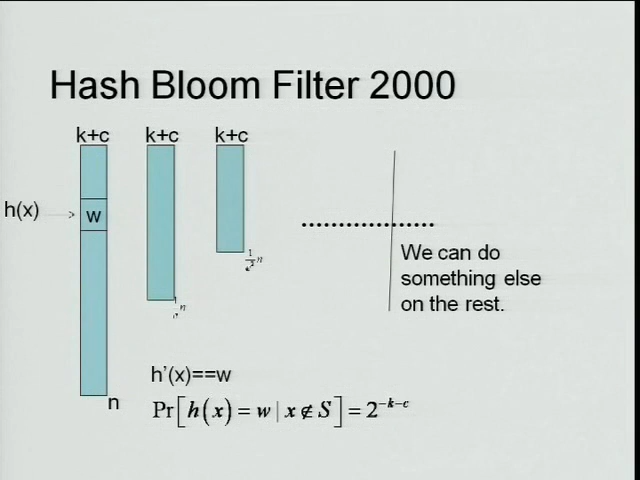 Hash Bloom Filter 2000
k+c k+c k+c
h(x)
w
n
n
n
We can do
something else
on the rest.
h'(x)==w
Pr[h(x) = w | x ∉ S] = 2^{-k-c}